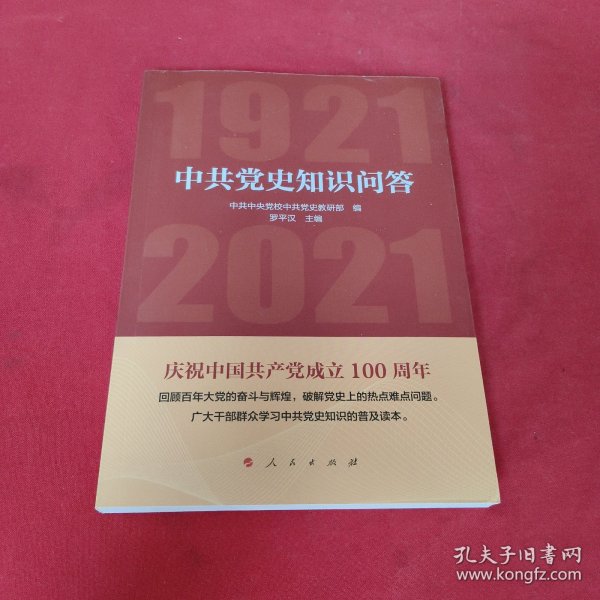 1921
中共党史知识问答
中共中央党校中共党史教研部 编
罗平汉 主编
2021
庆祝中国共产党成立100周年
回顾百年大党的奋斗与辉煌，破解党史上的热点难点问题。
广大干部群众学习中共党史知识的普及读本。
人民出版社
孔夫子旧书网
www.kongfz.com